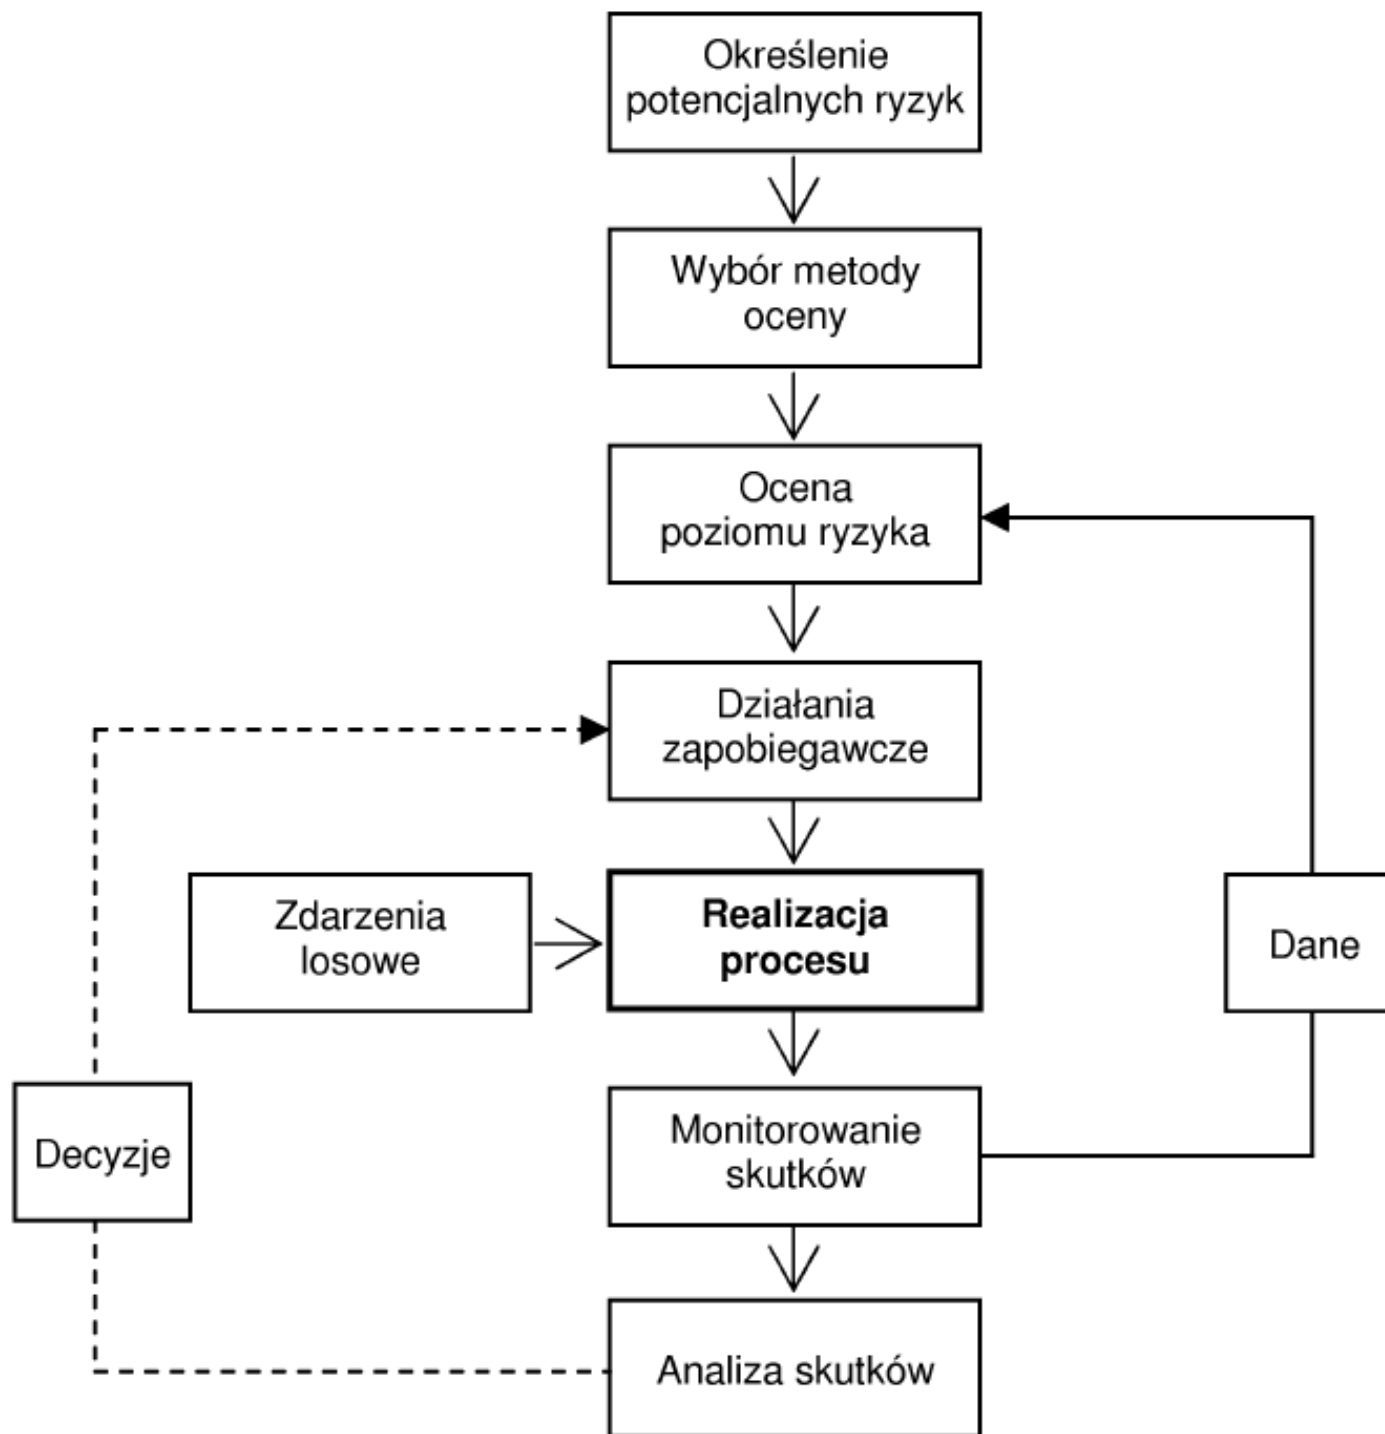 Określenie
potencjalnych ryzyk
Wybór metody
oceny
Ocena
poziomu ryzyka
Działania
zapobiegawcze
Zdarzenia
losowe
Realizacja
procesu
Dane
Decyzje
Monitorowanie
skutków
Analiza skutków